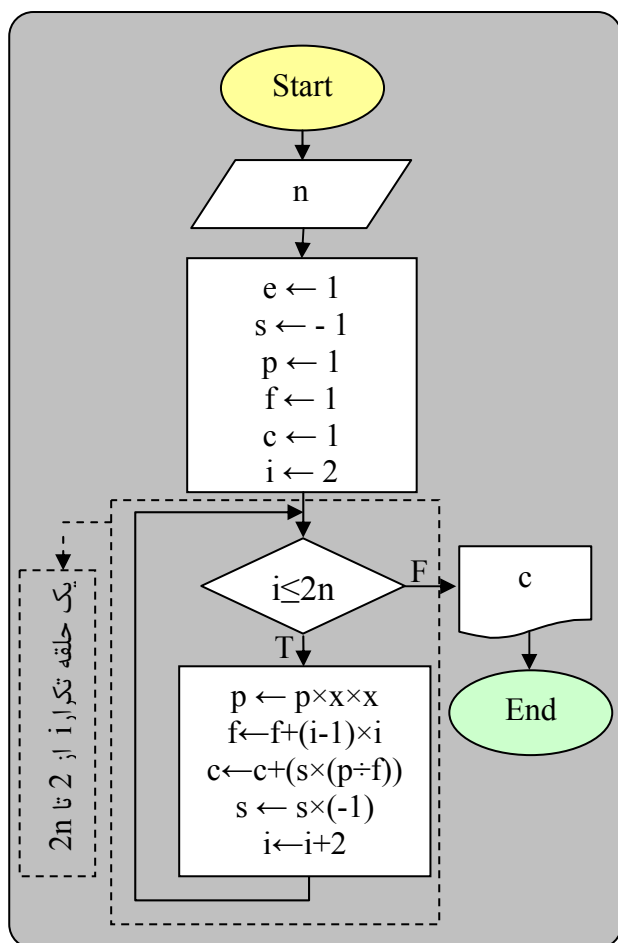 Start
n
e ← 1
s ← - 1
p ← 1
f ← 1
c ← 1
i ← 2
i≤2n
F
c
T
End
p ← p×x×x
f←f+(i-1)×i
c←c+(s×(p÷f))
s ← s×(-1)
i←i+2
یک حلقه تکرار i از 2 تا 2n